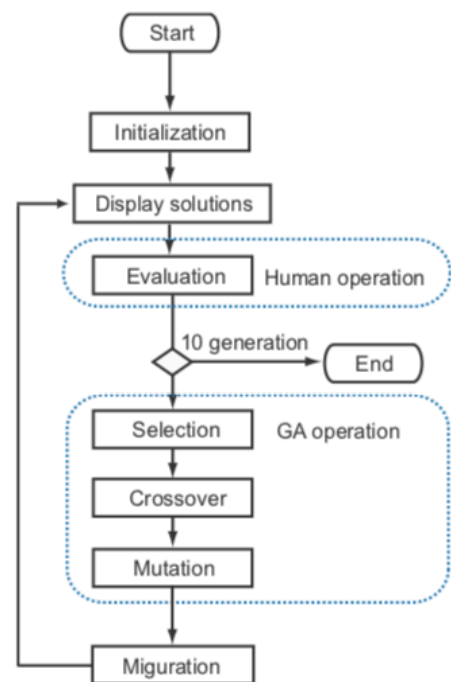 Start
Initialization
Display solutions
Evaluation
Human operation
10 generation
End
Selection
GA operation
Crossover
Mutation
Miguration